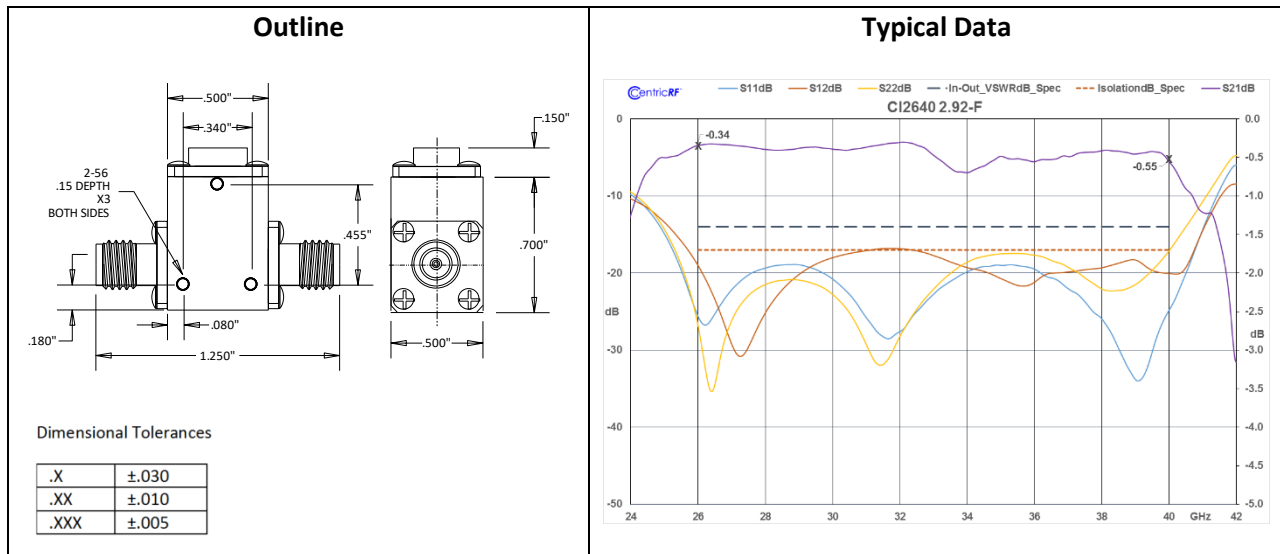 Outline
.500"
.340"
.150"
2-56
.15 DEPTH
X3
BOTH SIDES
.455"
.700"
.180"
.080"
1.250"
.500"
Dimensional Tolerances
.X ±.030
.XX ±.010
.XXX ±.005
Typical Data
CentricRF
S11dB S12dB S22dB In-Out_VSWRdB_Spec IsolationdB_Spec S21dB
CI2640 2.92-F
0 0.0
-0.34
-0.5
-0.55
-10 -1.0
-1.5
-20 -2.0
dB -2.5 dB
-30 -3.0
-3.5
-40 -4.0
-4.5
-50 -5.0
24 26 28 30 32 34 36 38 40 GHz 42